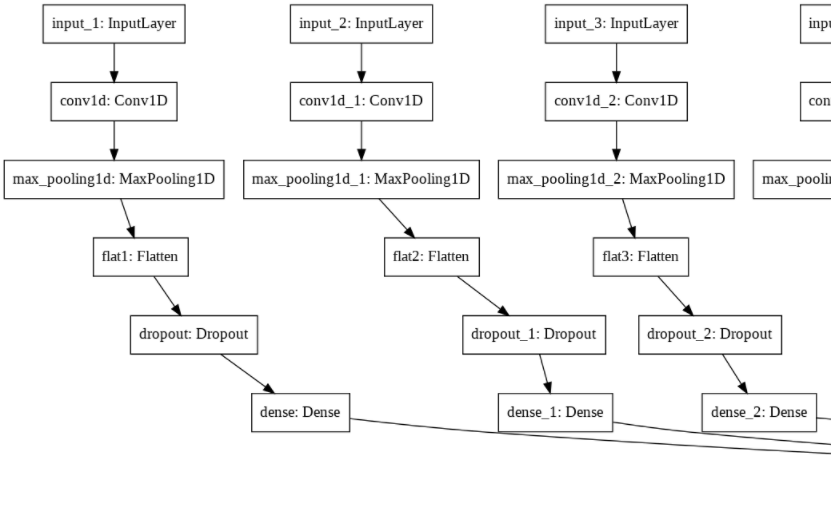 input_1: InputLayer
input_2: InputLayer
input_3: InputLayer
conv1d: Conv1D
conv1d_1: Conv1D
conv1d_2: Conv1D
max_pooling1d: MaxPooling1D
max_pooling1d_1: MaxPooling1D
max_pooling1d_2: MaxPooling1D
flat1: Flatten
flat2: Flatten
flat3: Flatten
dropout: Dropout
dropout_1: Dropout
dropout_2: Dropout
dense: Dense
dense_1: Dense
dense_2: Dense